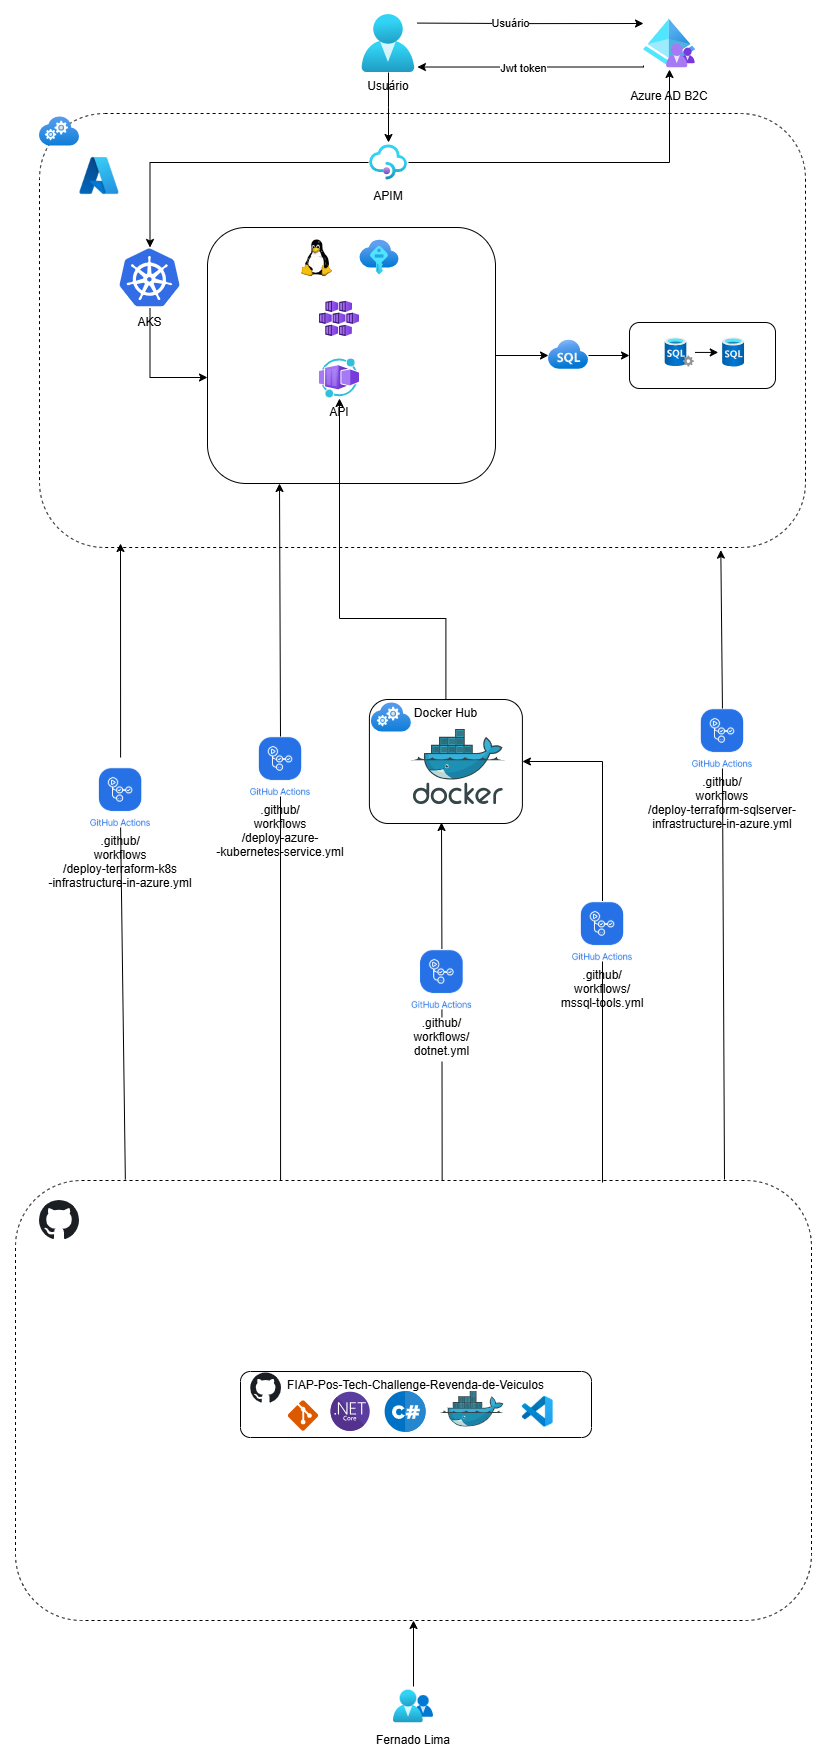 Usuário
Jwt token
Usuário
Azure AD B2C
APIM
AKS
API
SQL
SQL
SQL
Docker Hub
docker
GitHub Actions
.github/
workflows
/deploy-terraform-k8s
-infrastructure-in-azure.yml
GitHub Actions
.github/
workflows
/deploy-azure-
-kubernetes-service.yml
GitHub Actions
.github/
workflows
/deploy-terraform-sqlserver-
infrastructure-in-azure.yml
GitHub Actions
.github/
workflows/
dotnet.yml
GitHub Actions
.github/
workflows/
mssql-tools.yml
FIAP-Pos-Tech-Challenge-Revenda-de-Veiculos
.NET
Core
C#
Fernado Lima